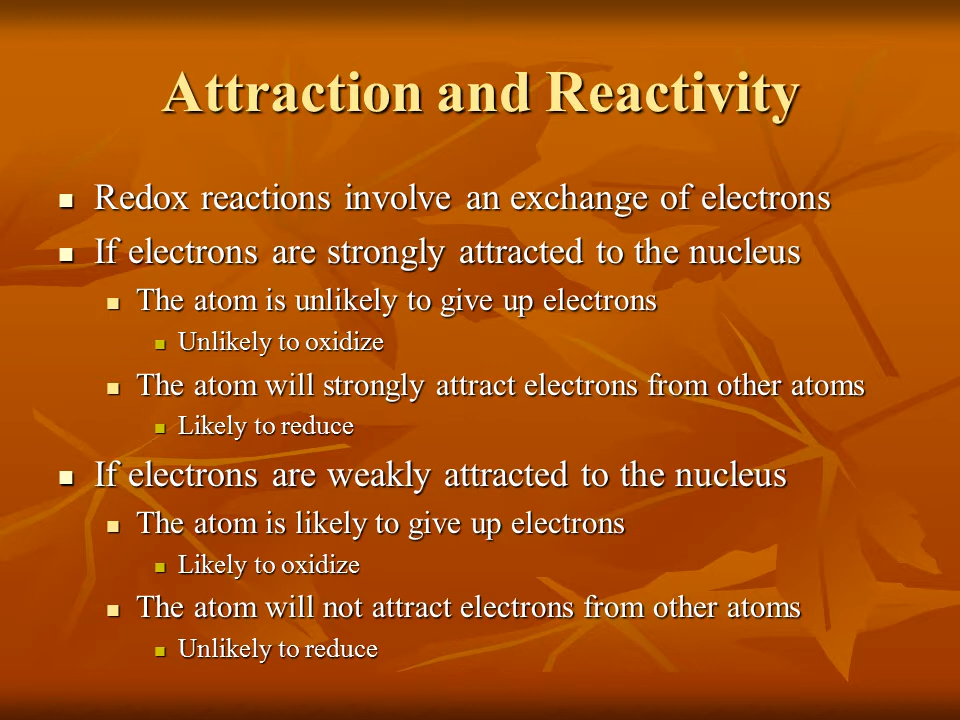 Attraction and Reactivity
Redox reactions involve an exchange of electrons
If electrons are strongly attracted to the nucleus
The atom is unlikely to give up electrons
Unlikely to oxidize
The atom will strongly attract electrons from other atoms
Likely to reduce
If electrons are weakly attracted to the nucleus
The atom is likely to give up electrons
Likely to oxidize
The atom will not attract electrons from other atoms
Unlikely to reduce